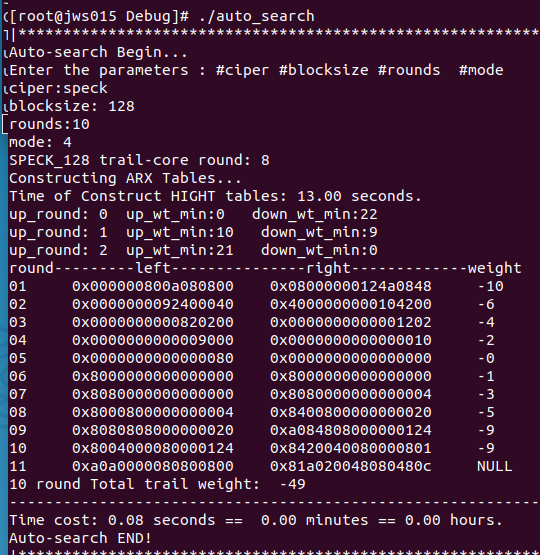 [root@jws015 Debug]# ./auto_search
|*************************************************************
Auto-search Begin...
Enter the parameters : #ciper #blocksize #rounds  #mode
ciper:speck
blocksize: 128
rounds:10
mode: 4
SPECK_128 trail-core round: 8
Constructing ARX Tables...
Time of Construct HIGHT tables: 13.00 seconds.
up_round: 0  up_wt_min:0   down_wt_min:22
up_round: 1  up_wt_min:10   down_wt_min:9
up_round: 2  up_wt_min:21   down_wt_min:0
round---------left---------------right-------------weight
01     0x000000800a080800    0x08000000124a0848     -10
02     0x0000000092400040    0x4000000000104200     -6
03     0x0000000000820200    0x0000000000001202     -4
04     0x0000000000009000    0x0000000000000010     -2
05     0x0000000000000080    0x0000000000000000     -0
06     0x8000000000000000    0x8000000000000000     -1
07     0x8080000000000000    0x8080000000000004     -3
08     0x8000800000000004    0x8400800000000020     -5
09     0x8080808000000020    0xa084808000000124     -9
10     0x8004000080000124    0x8420040080000801     -9
11     0xa0a0000080800800    0x81a020048080480c     NULL
10 round Total trail weight:  -49
--------------------------------------------------------------
Time cost: 0.08 seconds ==  0.00 minutes == 0.00 hours.
Auto-search END!
|*************************************************************